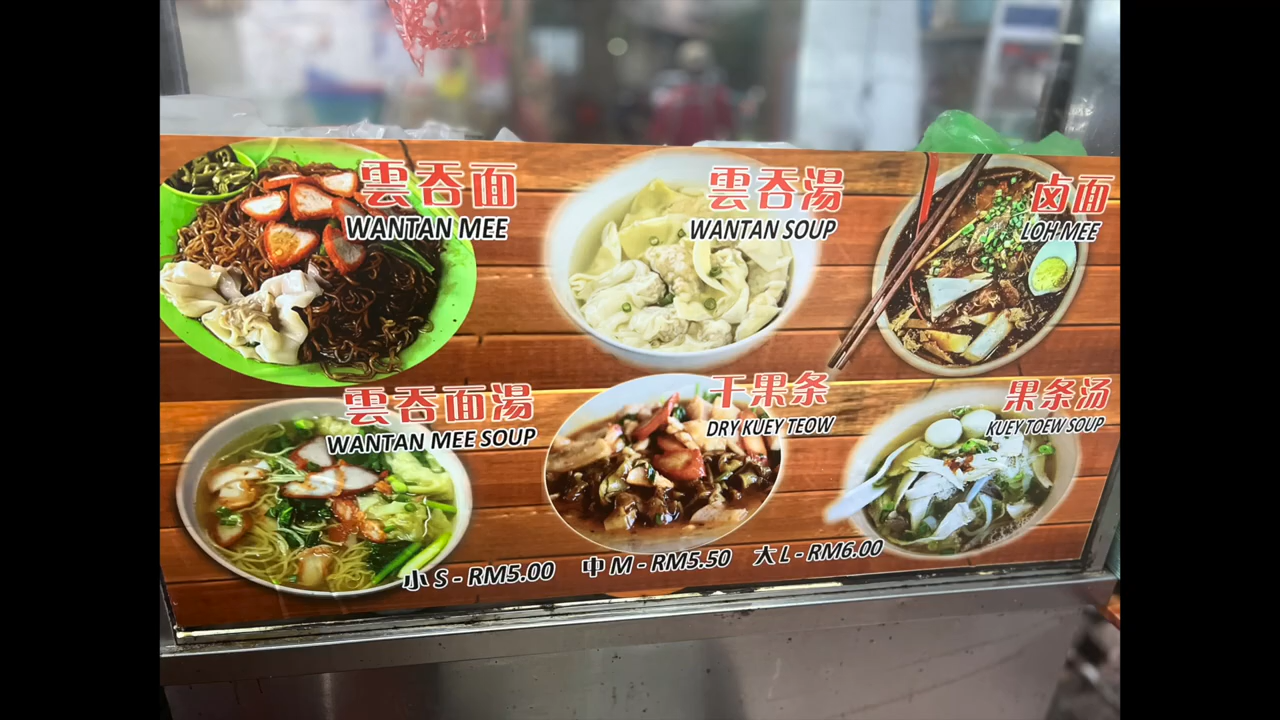 雲吞面
WANTAN MEE
雲吞湯
WANTAN SOUP
卤面
LOH MEE
雲吞面湯
WANTAN MEE SOUP
干果条
DRY KUEY TEOW
果条汤
KUEY TOEW SOUP
小 S - RM5.00 中 M - RM5.50 大 L - RM6.00